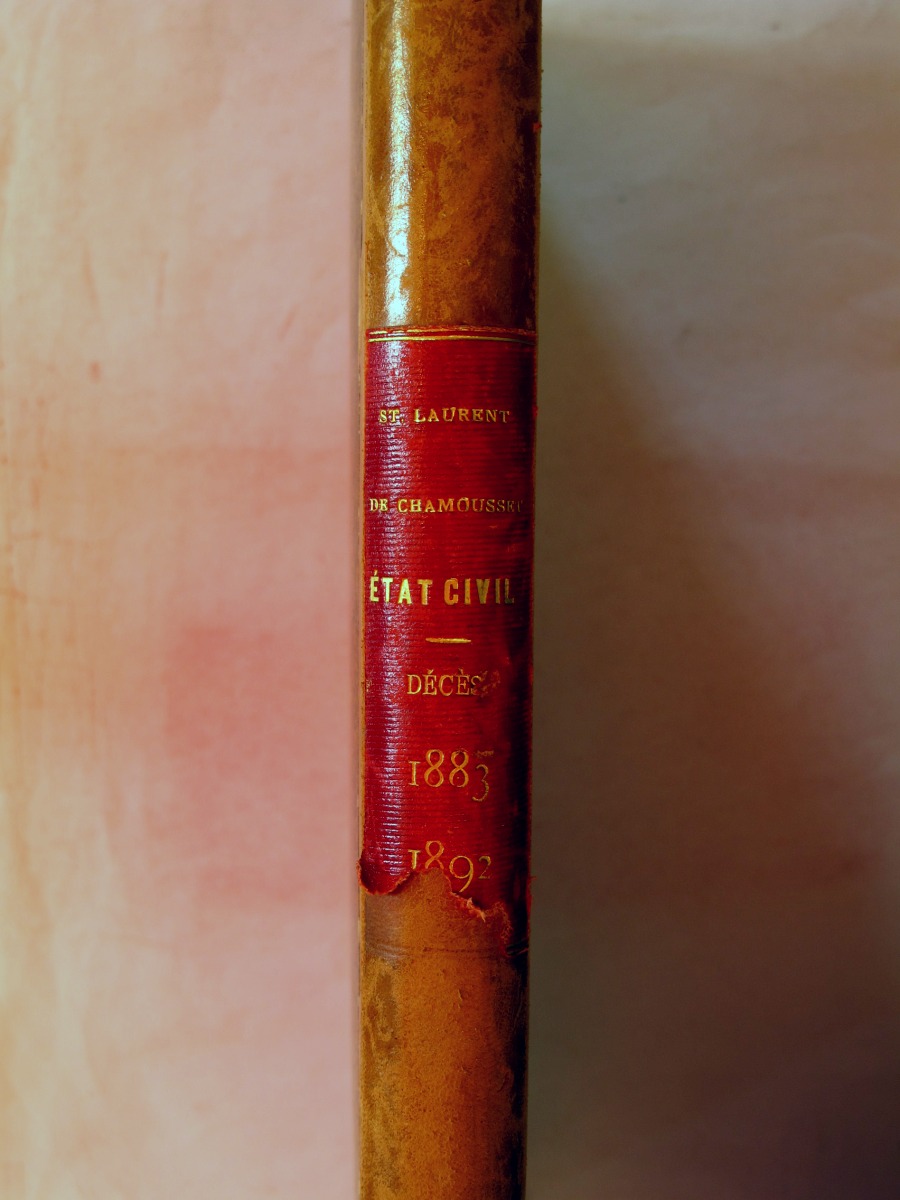 ST. LAURENT
DE CHAMOUSSET
ÉTAT CIVIL
DÉCÈS
1883
1892